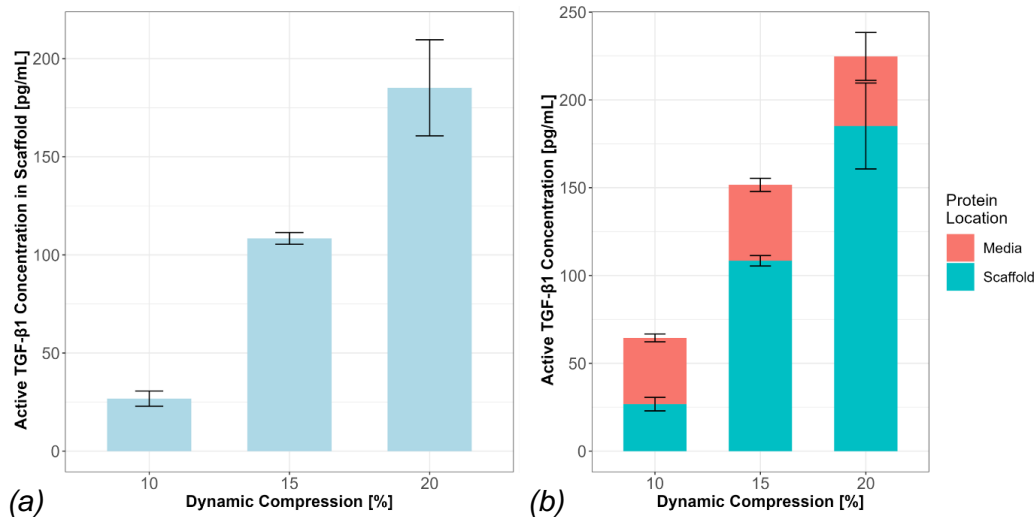 Active TGF-β1 Concentration in Scaffold [pg/mL]
200
150
100
50
0
10 15 20
Dynamic Compression [%]
(a)
Active TGF-β1 Concentration [pg/mL]
250
200
150
100
50
0
10 15 20
Dynamic Compression [%]
(b)
Protein
Location
Media
Scaffold